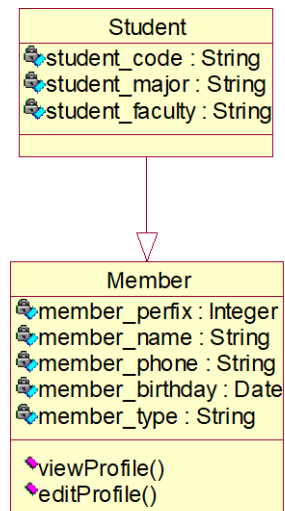 Student
student_code : String
student_major : String
student_faculty : String
Member
member_perfix : Integer
member_name : String
member_phone : String
member_birthday : Date
member_type : String
viewProfile()
editProfile()